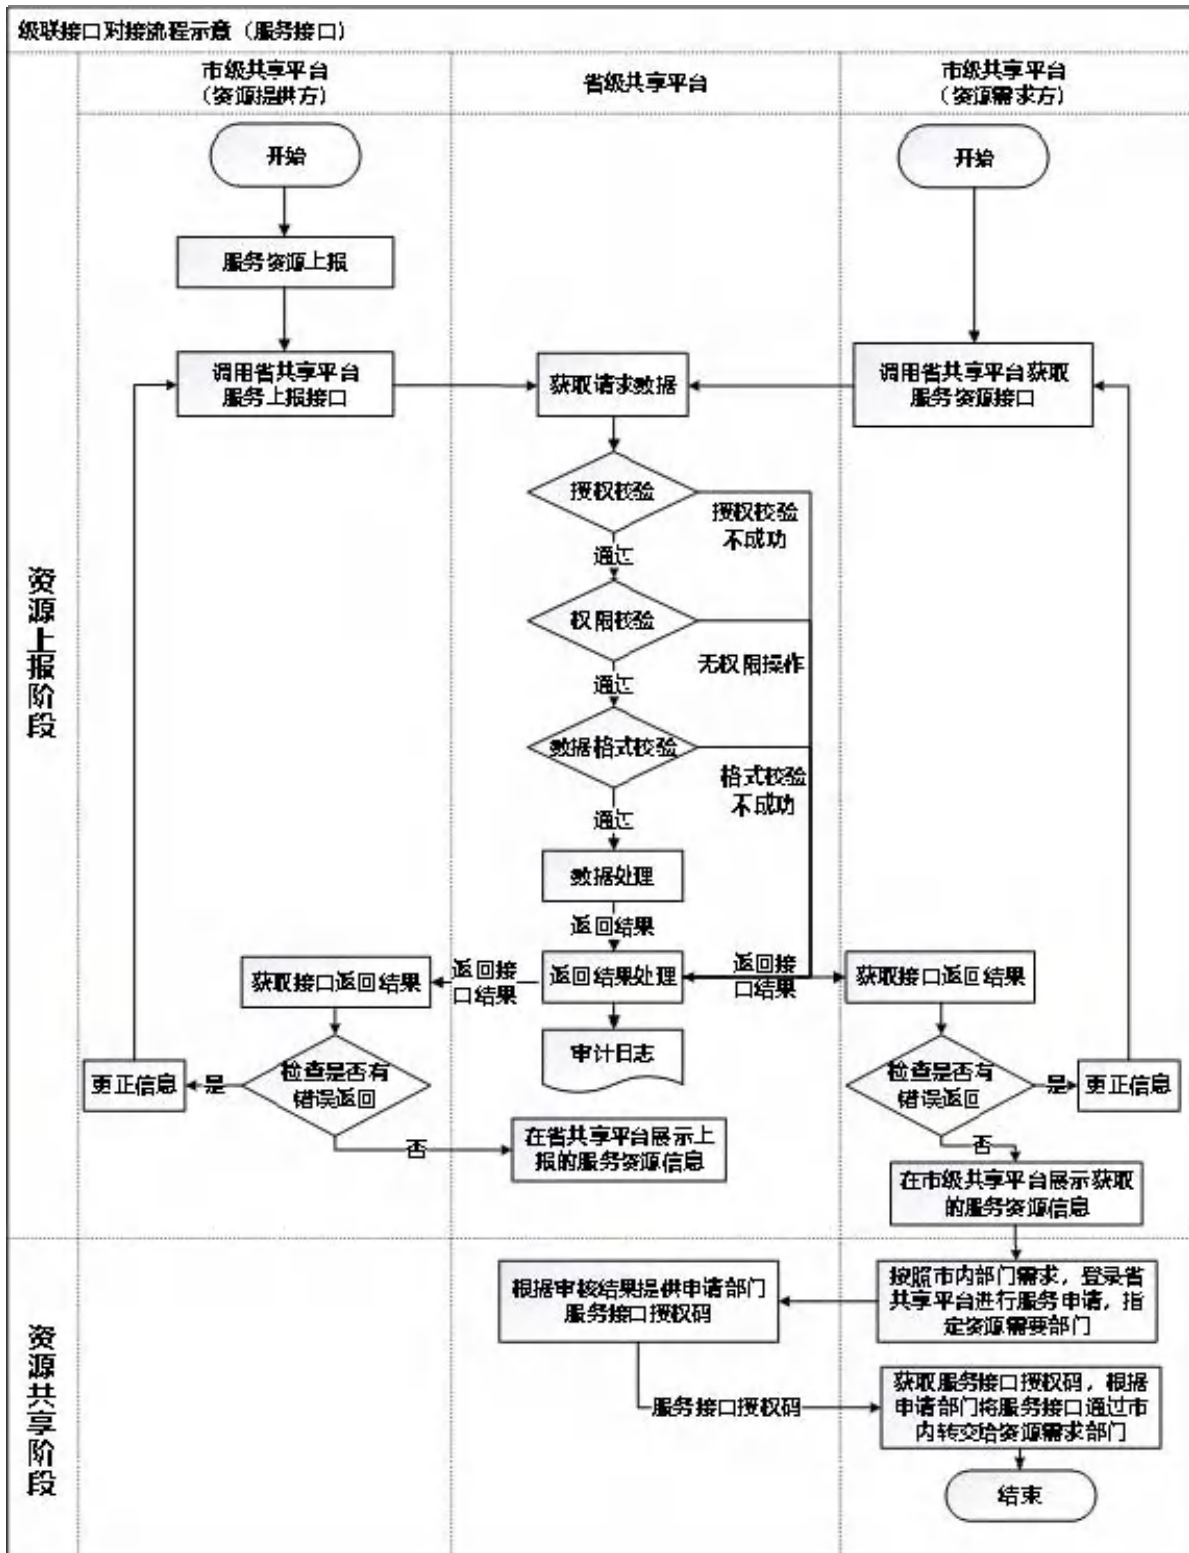 级联接口对接流程示意（服务接口）
市级共享平台
（资源提供方）
省级共享平台
市级共享平台
（资源需求方）
资源上报阶段
开始
开始
服务资源上报
调用省共享平台
服务上报接口
获取请求数据
调用省共享平台获取
服务资源接口
授权校验
授权校验
不成功
通过
权限校验
无权限操作
通过
数据格式校验
格式校验
不成功
通过
数据处理
返回结果
获取接口返回结果
返回接
口结果
返回结果处理
返回接
口结果
获取接口返回结果
审计日志
更正信息
是
检查是否有
错误返回
检查是否有
错误返回
是
更正信息
否
在省共享平台展示上
报的服务资源信息
否
在市级共享平台展示获取
的服务资源信息
资源共享阶段
根据审核结果提供申请部门
服务接口授权码
按照市内部门需求，登录省
共享平台进行服务申请，指
定资源需要部门
服务接口授权码
获取服务接口授权码，根据
申请部门将服务接口通过市
内转交给资源需求部门
结束